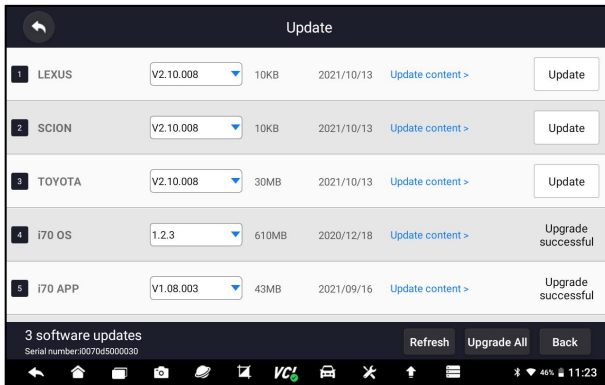 Update
1 LEXUS V2.10.008 10KB 2021/10/13 Update content > Update
2 SCION V2.10.008 10KB 2021/10/13 Update content > Update
3 TOYOTA V2.10.008 30MB 2021/10/13 Update content > Update
4 i70 OS 1.2.3 610MB 2020/12/18 Update content > Upgrade successful
5 i70 APP V1.08.003 43MB 2021/09/16 Update content > Upgrade successful
3 software updates
Serial number:i0070d5000030
Refresh Upgrade All Back
VC! 46% 11:23